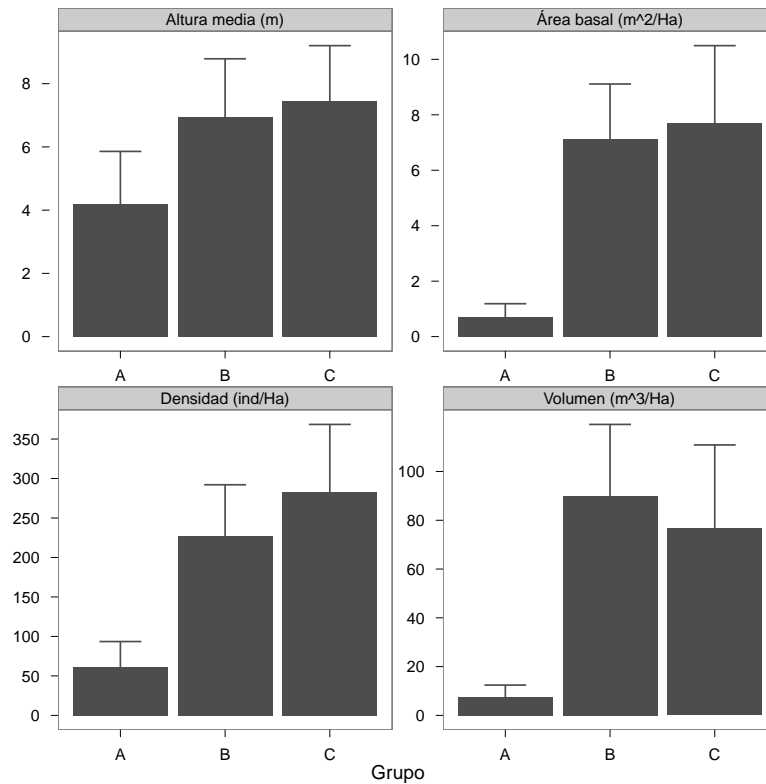 Altura media (m)
Área basal (m^2/Ha)
8
6
4
2
0
10
8
6
4
2
0
A B C
A B C
Densidad (ind/Ha)
Volumen (m^3/Ha)
350
300
250
200
150
100
50
0
100
80
60
40
20
0
A B C
A B C
Grupo